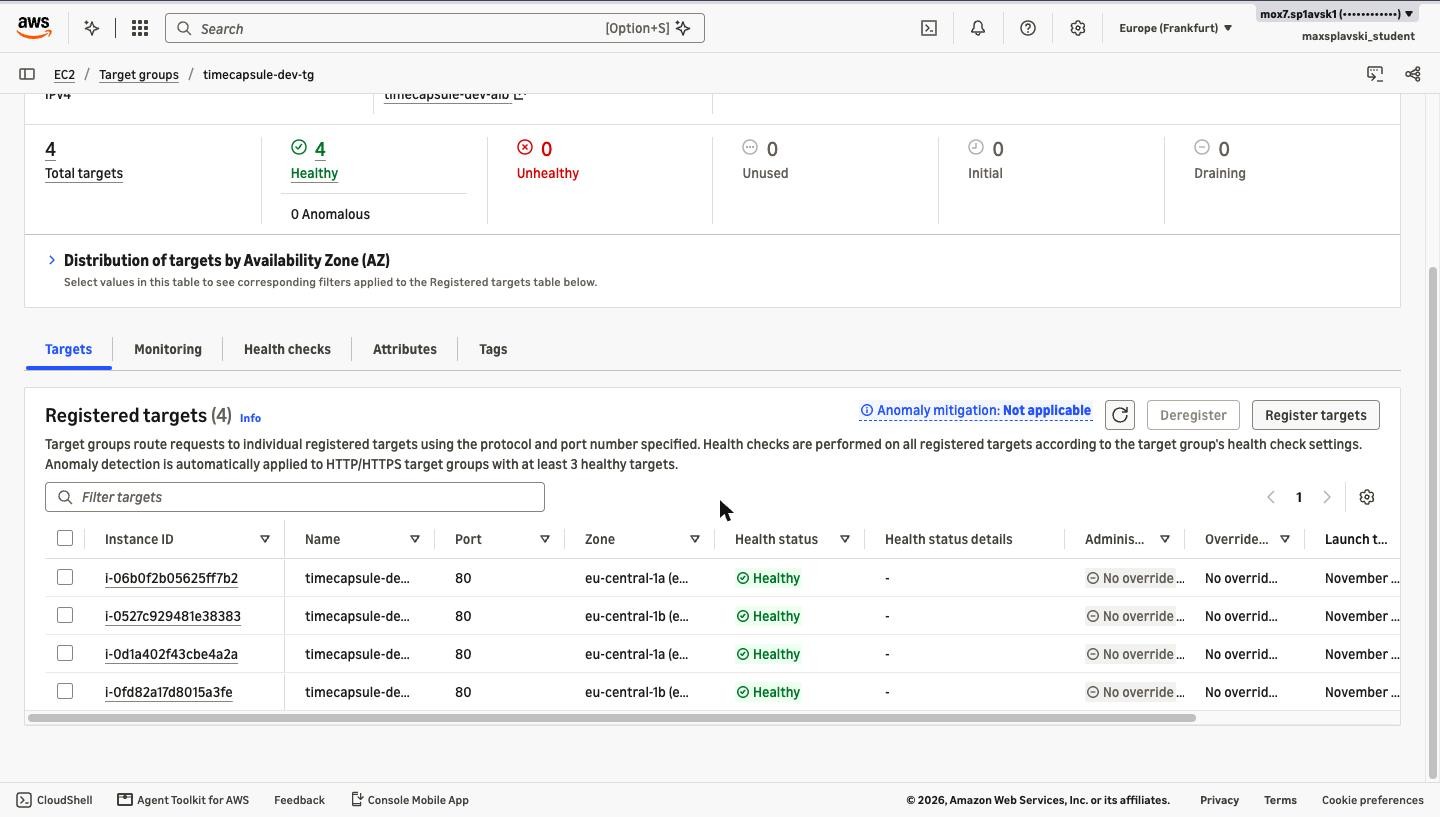 aws
Search
[Option+S]
Europe (Frankfurt)
mox7.sp1avsk1 (••••••••••••)
maxsplavski_student
EC2 / Target groups / timecapsule-dev-tg
IPv4
timecapsule-dev-alb
4
Total targets
4
Healthy
0 Anomalous
0
Unhealthy
0
Unused
0
Initial
0
Draining
Distribution of targets by Availability Zone (AZ)
Select values in this table to see corresponding filters applied to the Registered targets table below.
Targets Monitoring Health checks Attributes Tags
Registered targets (4) Info
Anomaly mitigation: Not applicable
Deregister
Register targets
Target groups route requests to individual registered targets using the protocol and port number specified. Health checks are performed on all registered targets according to the target group's health check settings.
Anomaly detection is automatically applied to HTTP/HTTPS target groups with at least 3 healthy targets.
Filter targets
1
Instance ID Name Port Zone Health status Health status details Adminis... Override... Launch t...
i-06b0f2b05625ff7b2 timecapsule-de... 80 eu-central-1a (e... Healthy - No override ... No overrid... November ...
i-0527c929481e38383 timecapsule-de... 80 eu-central-1b (e... Healthy - No override ... No overrid... November ...
i-0d1a402f43cbe4a2a timecapsule-de... 80 eu-central-1a (e... Healthy - No override ... No overrid... November ...
i-0fd82a17d8015a3fe timecapsule-de... 80 eu-central-1b (e... Healthy - No override ... No overrid... November ...
CloudShell Agent Toolkit for AWS Feedback Console Mobile App
© 2026, Amazon Web Services, Inc. or its affiliates. Privacy Terms Cookie preferences